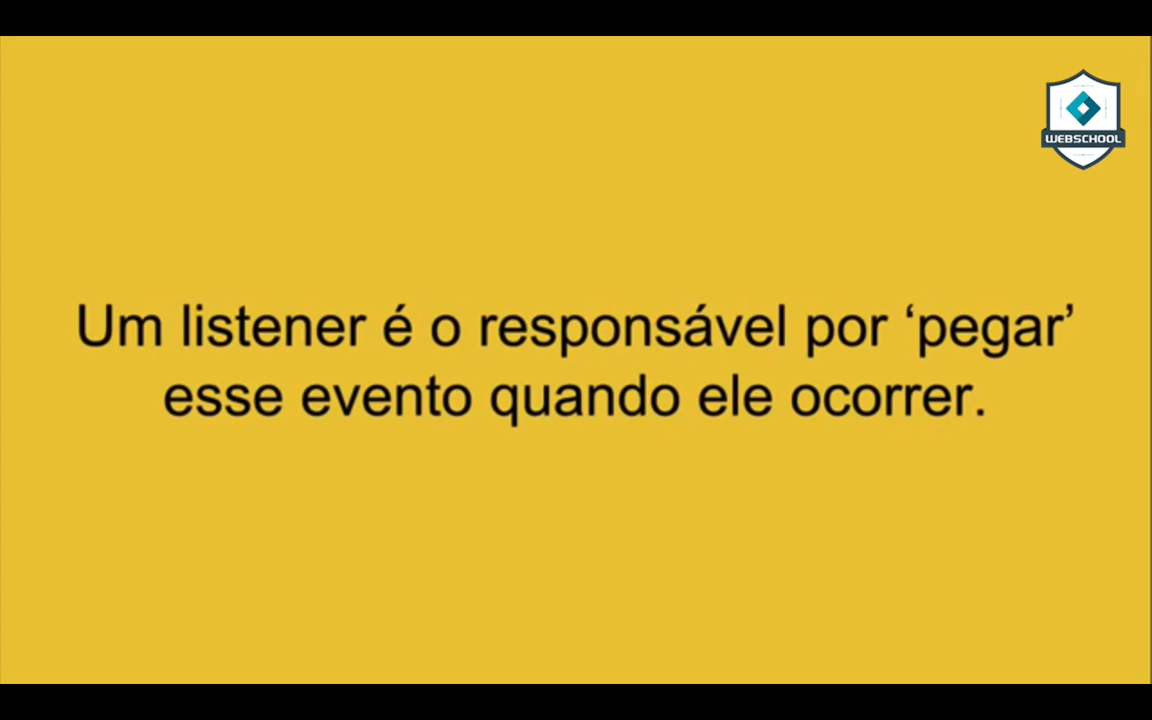 WEBSCHOOL
Um listener é o responsável por ‘pegar’
esse evento quando ele ocorrer.